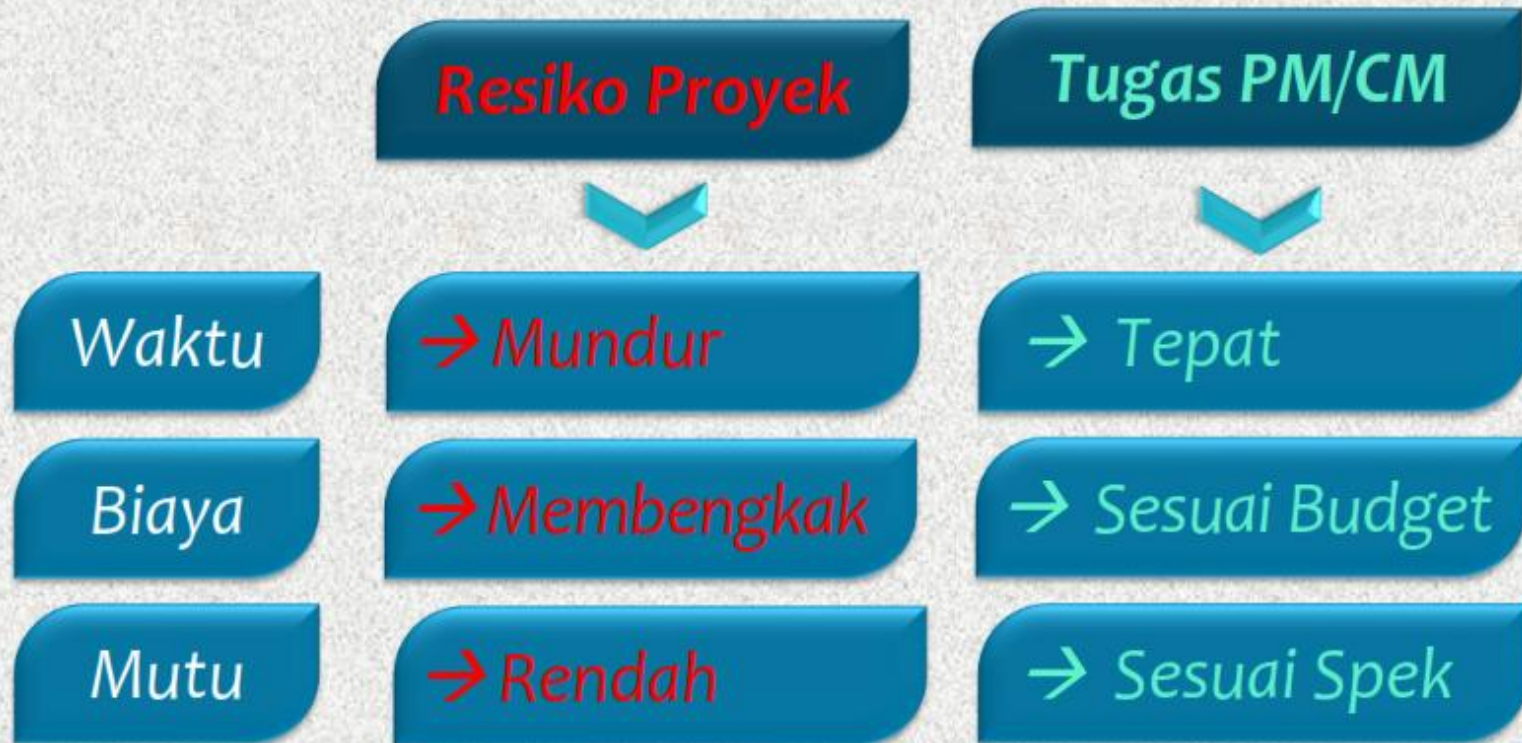 Resiko Proyek
Tugas PM/CM
Waktu
→ Mundur
→ Tepat
Biaya
→ Membengkak
→ Sesuai Budget
Mutu
→ Rendah
→ Sesuai Spek